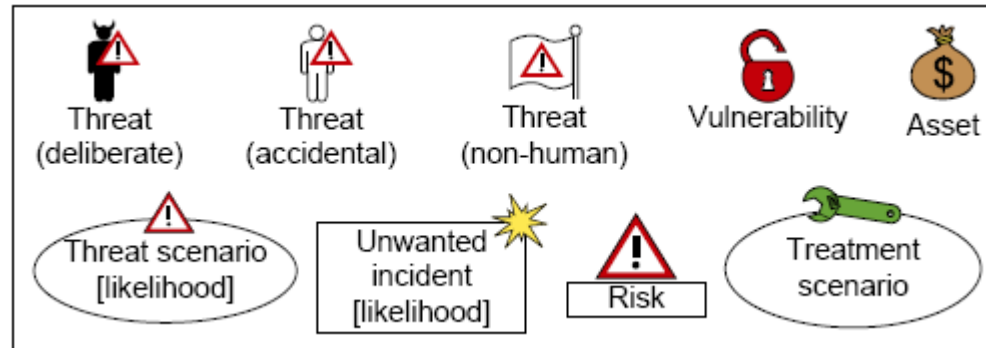 Threat
(deliberate)
Threat
(accidental)
Threat
(non-human)
Vulnerability
$
Asset
Threat scenario
[likelihood]
Unwanted
incident
[likelihood]
Risk
Treatment
scenario